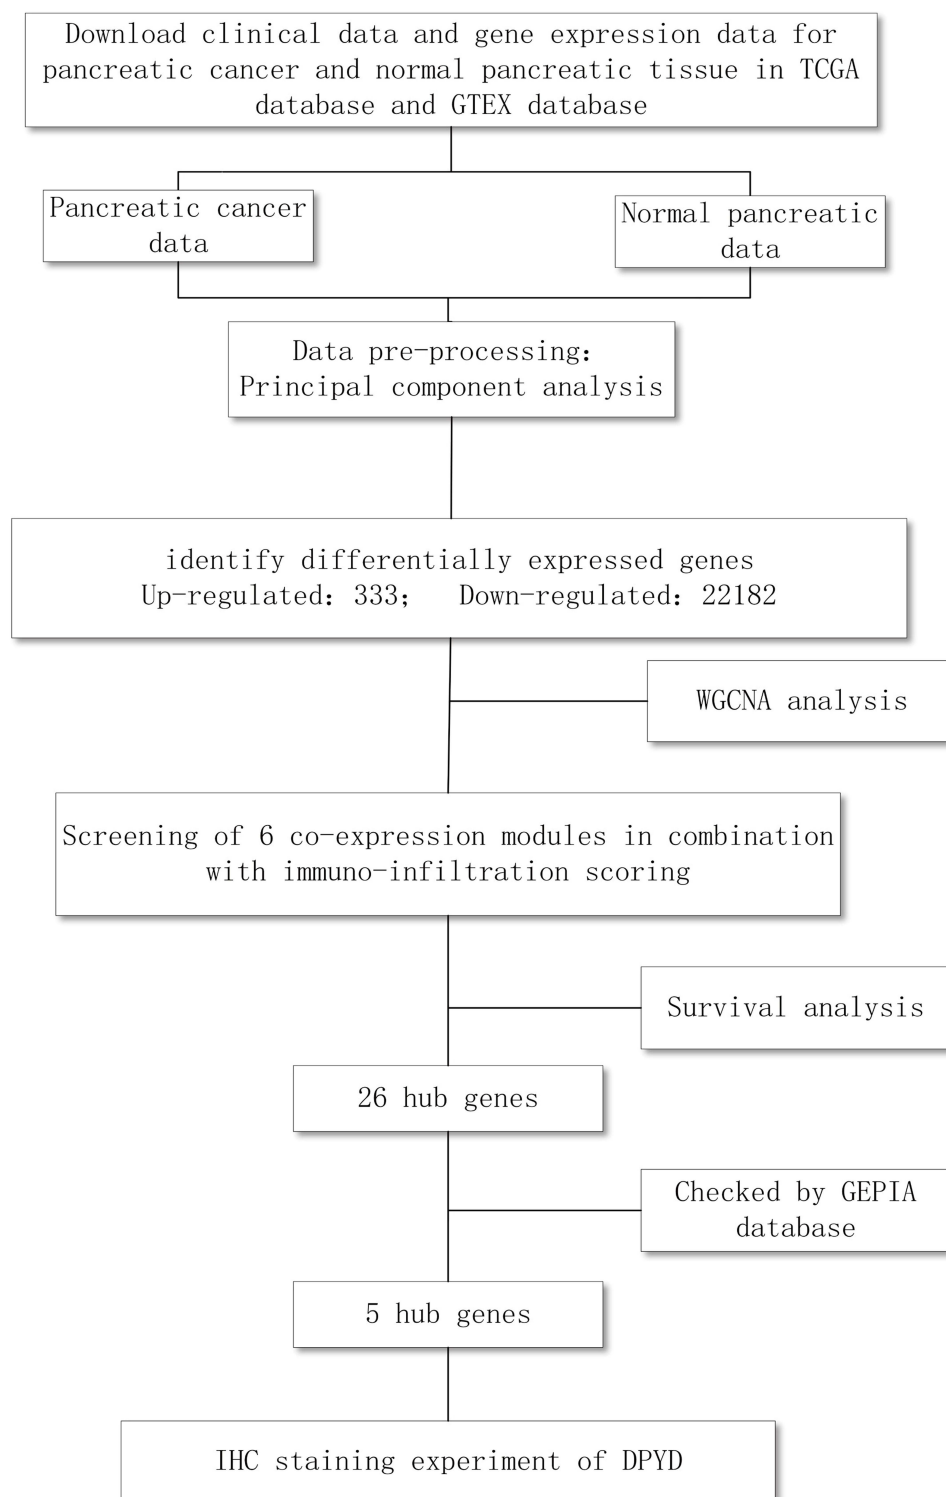 Download clinical data and gene expression data for
pancreatic cancer and normal pancreatic tissue in TCGA
database and GTEX database
Pancreatic cancer
data
Normal pancreatic
data
Data pre-processing:
Principal component analysis
identify differentially expressed genes
Up-regulated: 333; Down-regulated: 22182
WGCNA analysis
Screening of 6 co-expression modules in combination
with immuno-infiltration scoring
Survival analysis
26 hub genes
Checked by GEPIA
database
5 hub genes
IHC staining experiment of DPYD